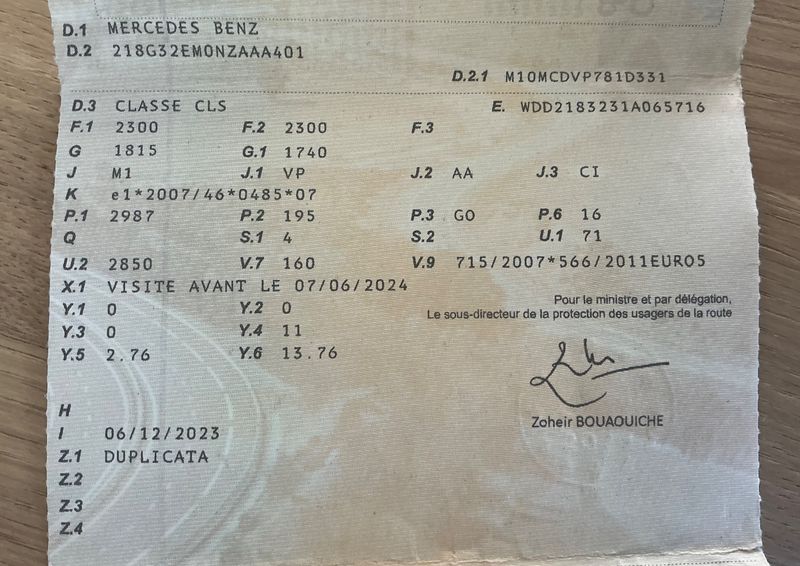 D.1 MERCEDES BENZ
D.2 218G32EM0NZAAA401
D.2.1 M10MCDVP781D331
D.3 CLASSE CLS E. WDD2183231A065716
F.1 2300 F.2 2300 F.3
G 1815 G.1 1740
J M1 J.1 VP J.2 AA J.3 CI
K e1*2007/46*0485*07
P.1 2987 P.2 195 P.3 GO P.6 16
Q S.1 4 S.2 U.1 71
U.2 2850 V.7 160 V.9 715/2007*566/2011EURO5
X.1 VISITE AVANT LE 07/06/2024
Pour le ministre et par délégation,
Y.1 0 Y.2 0
Le sous-directeur de la protection des usagers de la route
Y.3 0 Y.4 11
Y.5 2.76 Y.6 13.76
Zoheir BOUAOUICHE
H
I 06/12/2023
Z.1 DUPLICATA
Z.2
Z.3
Z.4